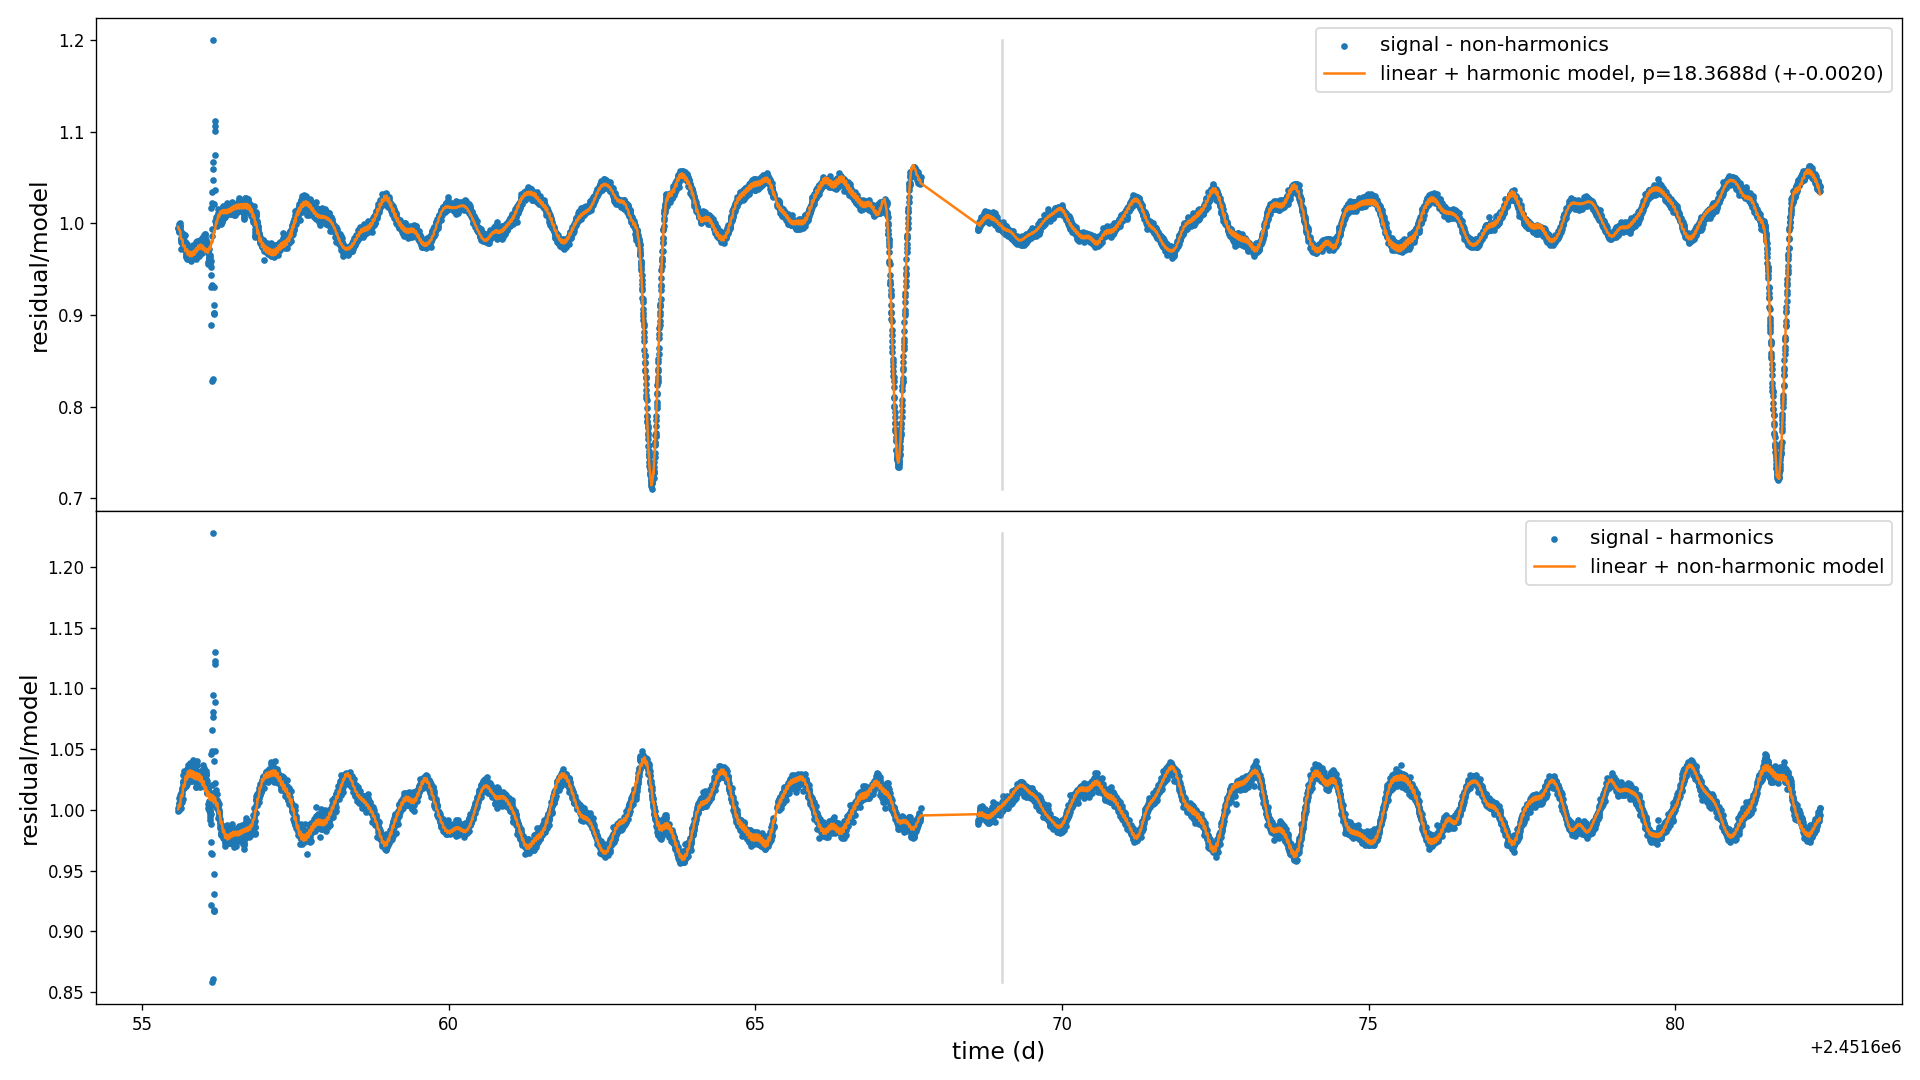 signal - non-harmonics
linear + harmonic model, p=18.3688d (+-0.0020)
residual/model
1.2
1.1
1.0
0.9
0.8
0.7
signal - harmonics
linear + non-harmonic model
residual/model
1.20
1.15
1.10
1.05
1.00
0.95
0.90
0.85
55
60
65
70
75
80
time (d)
+2.4516e6